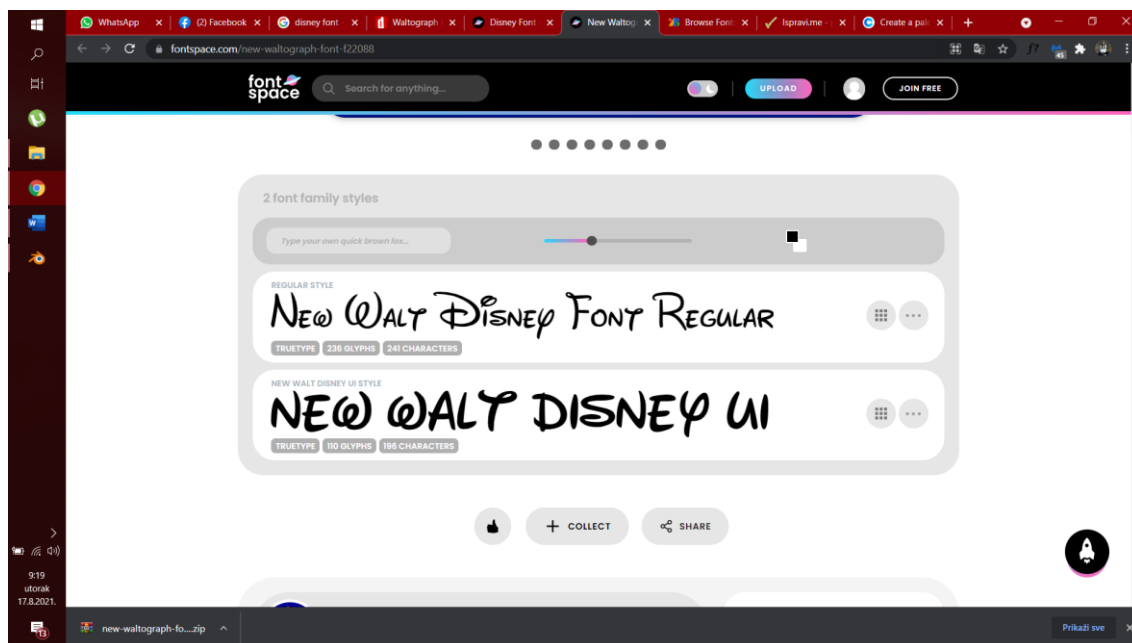 WhatsApp
(2) Facebook
disney font
Waltograph
Disney Font
New Waltog
Browse Font
Ispravi.me -
Create a pal
fontspace.com/new-waltograph-font-f22088
45
font
space
Search for anything...
UPLOAD
JOIN FREE
2 font family styles
Type your own quick brown fox...
REGULAR STYLE
New Walt Disney Font Regular
TRUETYPE 236 GLYPHS 241 CHARACTERS
NEW WALT DISNEY UI STYLE
NEW WALT DISNEY UI
TRUETYPE 110 GLYPHS 196 CHARACTERS
+ COLLECT
SHARE
9:19
utorak
17.8.2021.
13
new-waltograph-fo....zip
Prikaži sve